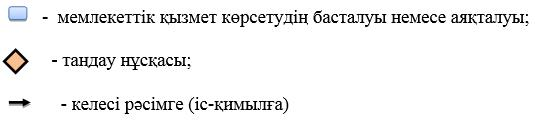 - мемлекеттік қызмет көрсетудің басталуы немесе аяқталуы;
- таңдау нұсқасы;
- келесі рәсімге (іс-қимылға)